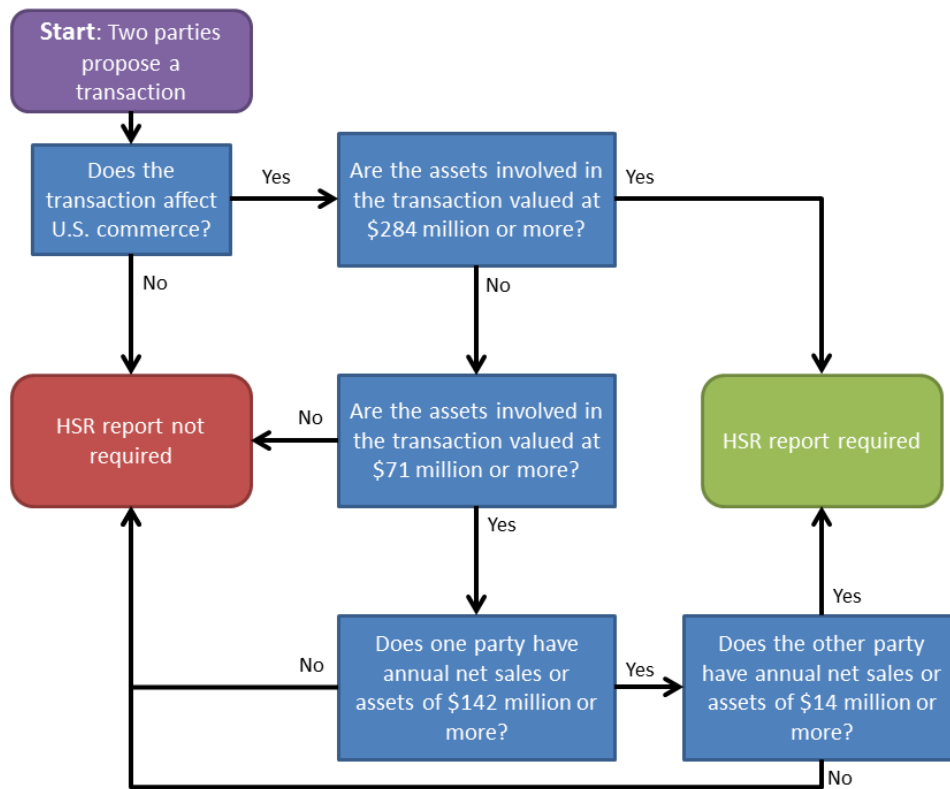 Start: Two parties
propose a
transaction
Does the
transaction affect
U.S. commerce?
Yes
Are the assets involved in
the transaction valued at
$284 million or more?
Yes
No
No
HSR report not
required
No
Are the assets involved in
the transaction valued at
$71 million or more?
HSR report required
Yes
Yes
No
Does one party have
annual net sales or
assets of $142 million or
more?
Yes
Does the other party
have annual net sales or
assets of $14 million or
more?
No